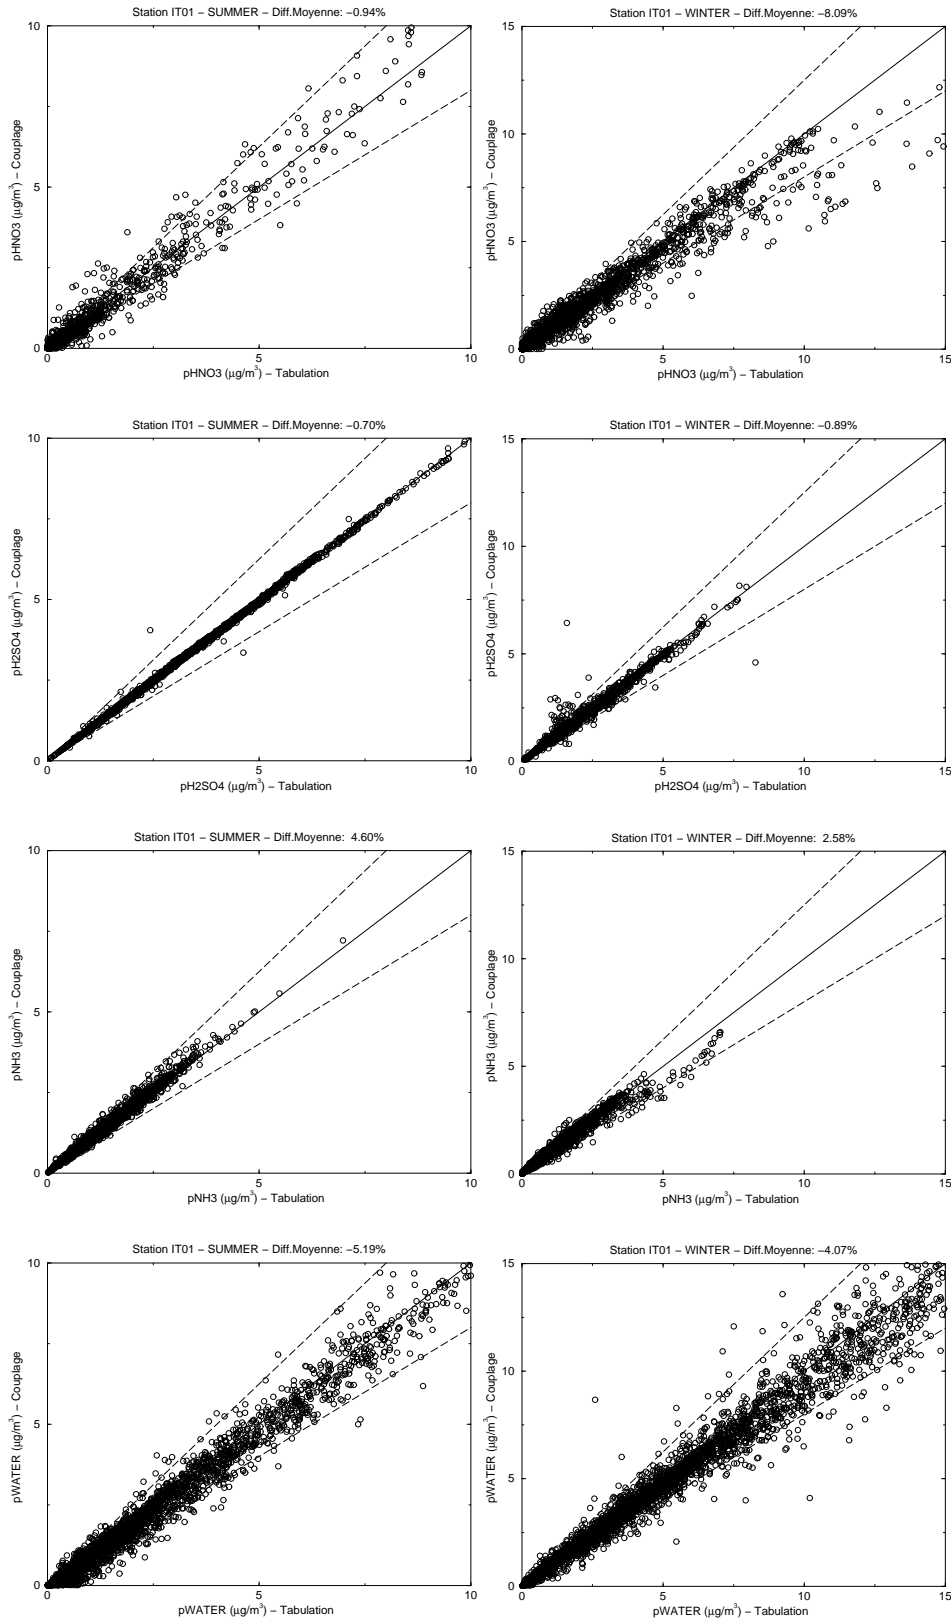 Station IT01 − SUMMER − Diff.Moyenne: −0.94%
10
5
0
pHNO3 (μg/m³) − Couplage
0
5
10
pHNO3 (μg/m³) − Tabulation
Station IT01 − WINTER − Diff.Moyenne: −8.09%
15
10
5
0
pHNO3 (μg/m³) − Couplage
0
5
10
15
pHNO3 (μg/m³) − Tabulation
Station IT01 − SUMMER − Diff.Moyenne: −0.70%
10
5
0
pH2SO4 (μg/m³) − Couplage
0
5
10
pH2SO4 (μg/m³) − Tabulation
Station IT01 − WINTER − Diff.Moyenne: −0.89%
15
10
5
0
pH2SO4 (μg/m³) − Couplage
0
5
10
15
pH2SO4 (μg/m³) − Tabulation
Station IT01 − SUMMER − Diff.Moyenne: 4.60%
10
5
0
pNH3 (μg/m³) − Couplage
0
5
10
pNH3 (μg/m³) − Tabulation
Station IT01 − WINTER − Diff.Moyenne: 2.58%
15
10
5
0
pNH3 (μg/m³) − Couplage
0
5
10
15
pNH3 (μg/m³) − Tabulation
Station IT01 − SUMMER − Diff.Moyenne: −5.19%
10
5
0
pWATER (μg/m³) − Couplage
0
5
10
pWATER (μg/m³) − Tabulation
Station IT01 − WINTER − Diff.Moyenne: −4.07%
15
10
5
0
pWATER (μg/m³) − Couplage
0
5
10
15
pWATER (μg/m³) − Tabulation